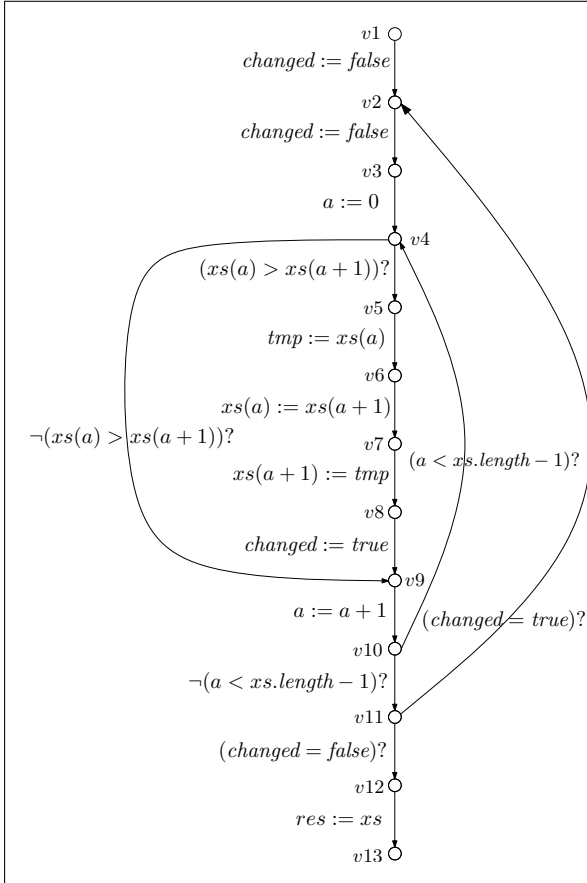 v1
changed := false
v2
changed := false
v3
a := 0
v4
(xs(a) > xs(a + 1))?
v5
tmp := xs(a)
v6
xs(a) := xs(a + 1)
¬(xs(a) > xs(a + 1))?
v7
(a < xs.length − 1)?
xs(a + 1) := tmp
v8
changed := true
v9
a := a + 1
(changed = true)?
v10
¬(a < xs.length − 1)?
v11
(changed = false)?
v12
res := xs
v13